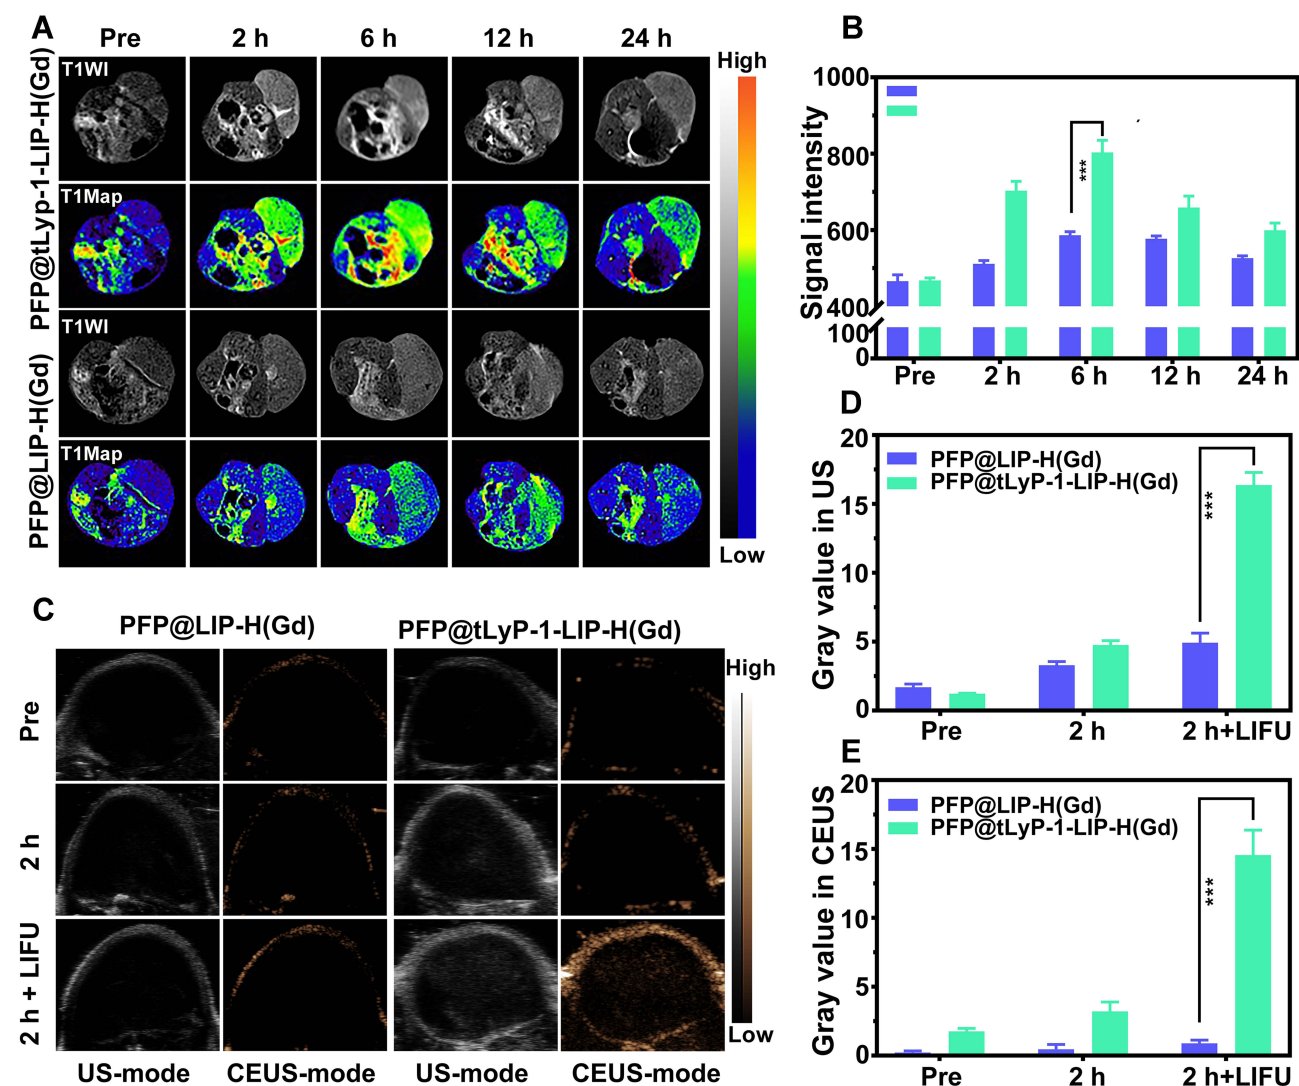 A
Pre 2 h 6 h 12 h 24 h
PFP@tLyp-1-LIP-H(Gd)
T1WI
T1Map
PFP@LIP-H(Gd)
T1WI
T1Map
High
Low
B
Signal intensity
1000
800
600
400
100
0
***
Pre 2 h 6 h 12 h 24 h
C
PFP@LIP-H(Gd) PFP@tLyP-1-LIP-H(Gd)
Pre
2 h
2 h + LIFU
High
Low
US-mode CEUS-mode US-mode CEUS-mode
D
Gray value in US
20
15
10
5
0
PFP@LIP-H(Gd)
PFP@tLyP-1-LIP-H(Gd)
***
Pre 2 h 2 h+LIFU
E
Gray value in CEUS
20
15
10
5
0
PFP@LIP-H(Gd)
PFP@tLyP-1-LIP-H(Gd)
***
Pre 2 h 2 h+LIFU